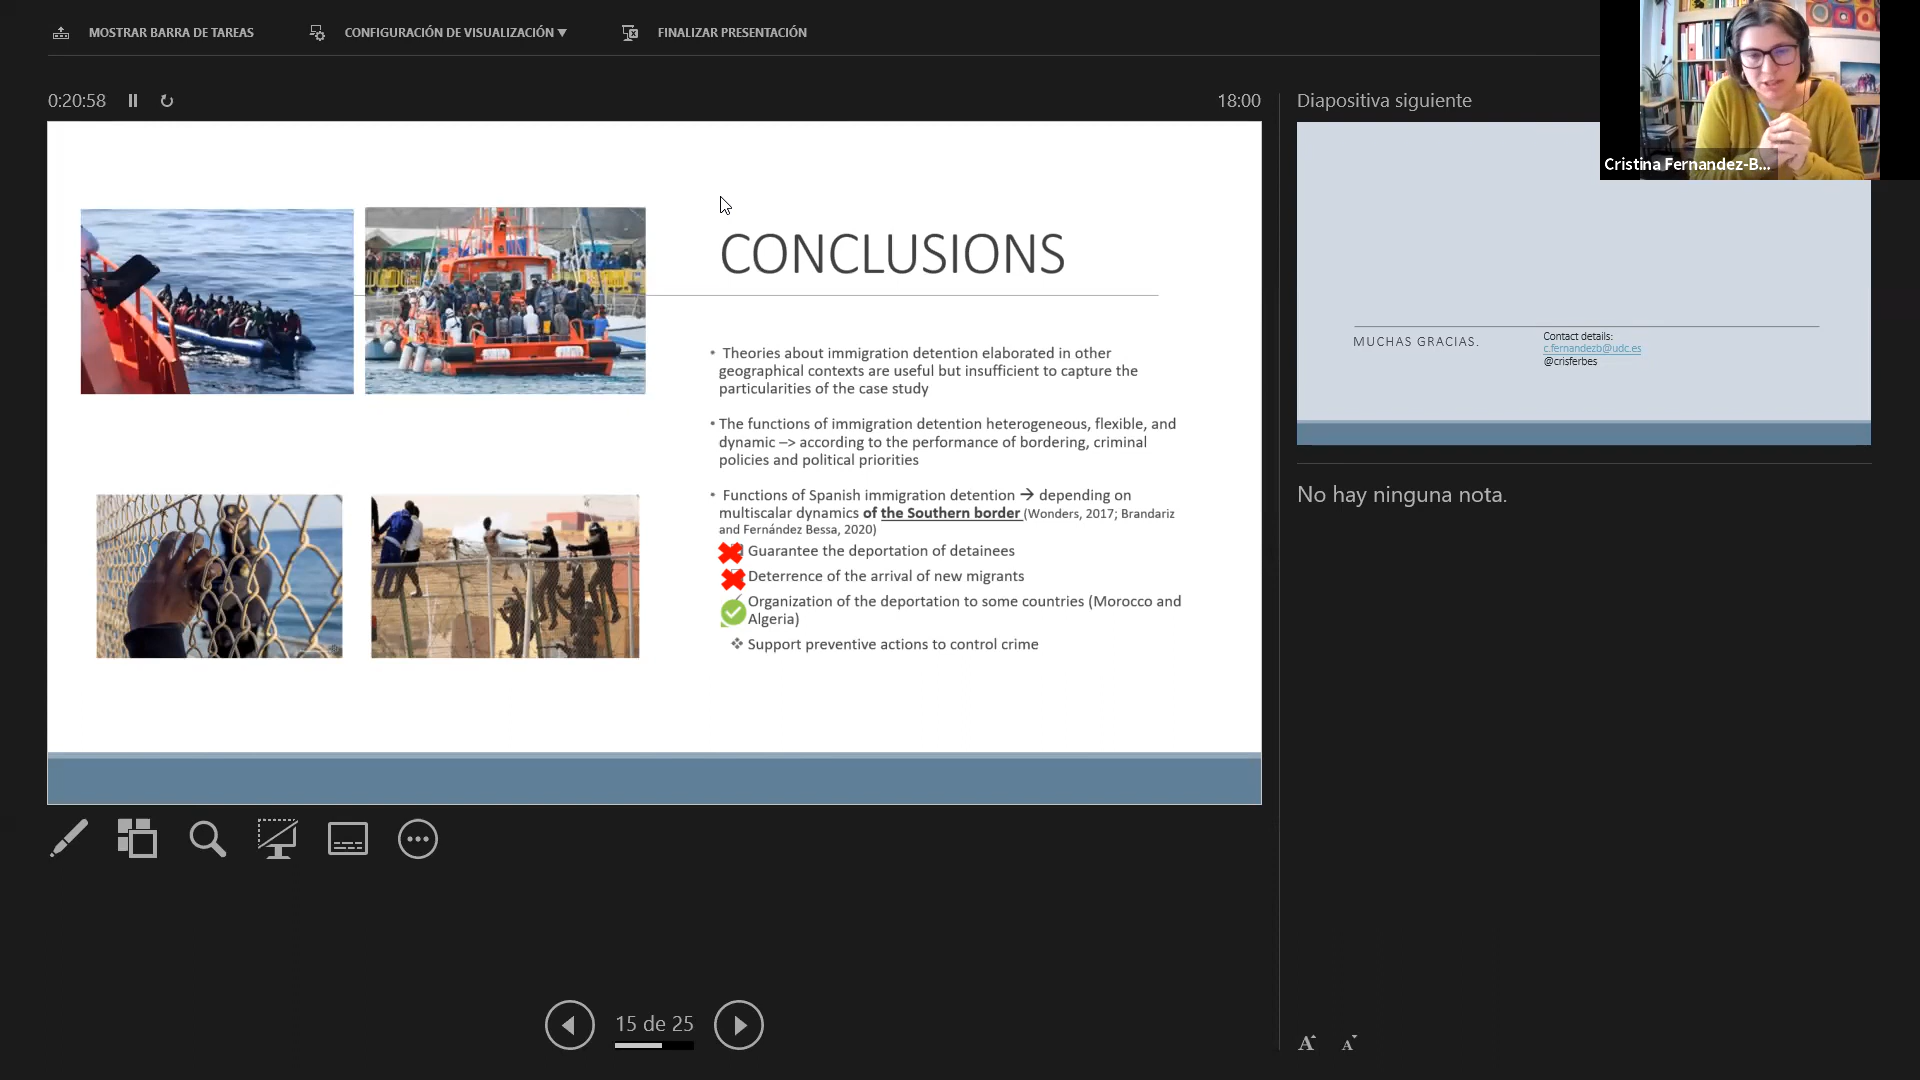 MOSTRAR BARRA DE TAREAS
CONFIGURACIÓN DE VISUALIZACIÓN ▼
FINALIZAR PRESENTACIÓN
0:20:58
18:00
Diapositiva siguiente
Cristina Fernandez-B...
CONCLUSIONS
• Theories about immigration detention elaborated in other
geographical contexts are useful but insufficient to capture the
particularities of the case study
• The functions of immigration detention heterogeneous, flexible, and
dynamic –> according to the performance of bordering, criminal
policies and political priorities
• Functions of Spanish immigration detention → depending on
multiscalar dynamics of the Southern border (Wonders, 2017; Brandariz
and Fernández Bessa, 2020)
Guarantee the deportation of detainees
Deterrence of the arrival of new migrants
Organization of the deportation to some countries (Morocco and
Algeria)
❖ Support preventive actions to control crime
MUCHAS GRACIAS.
Contact details:
c.fernandezb@udc.es
@crisferbes
No hay ninguna nota.
15 de 25
A A